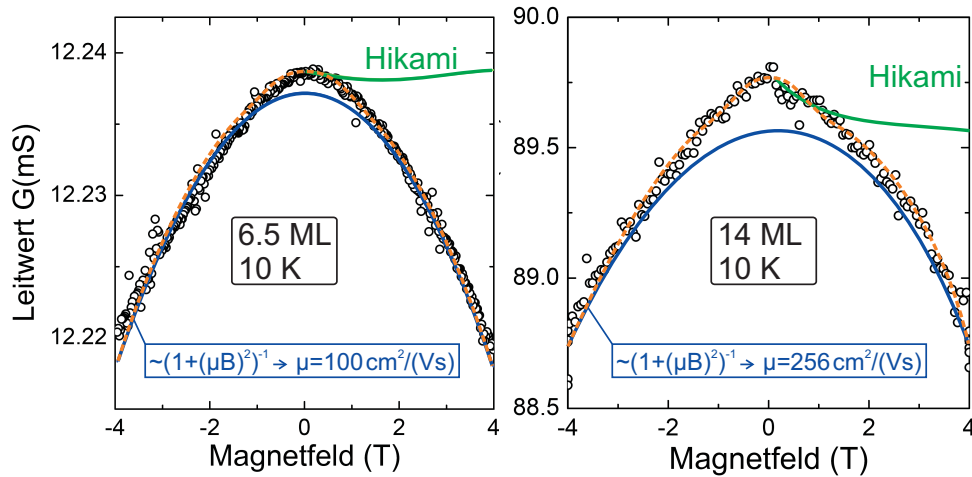 Leitwert G(mS)
12.24
12.23
12.22
Hikami
6.5 ML
10 K
~(1+(μB)²)⁻¹ → μ=100 cm²/(Vs)
-4 -2 0 2 4
Magnetfeld (T)
90.0
89.5
89.0
88.5
Hikami
14 ML
10 K
~(1+(μB)²)⁻¹ → μ=256 cm²/(Vs)
-4 -2 0 2 4
Magnetfeld (T)